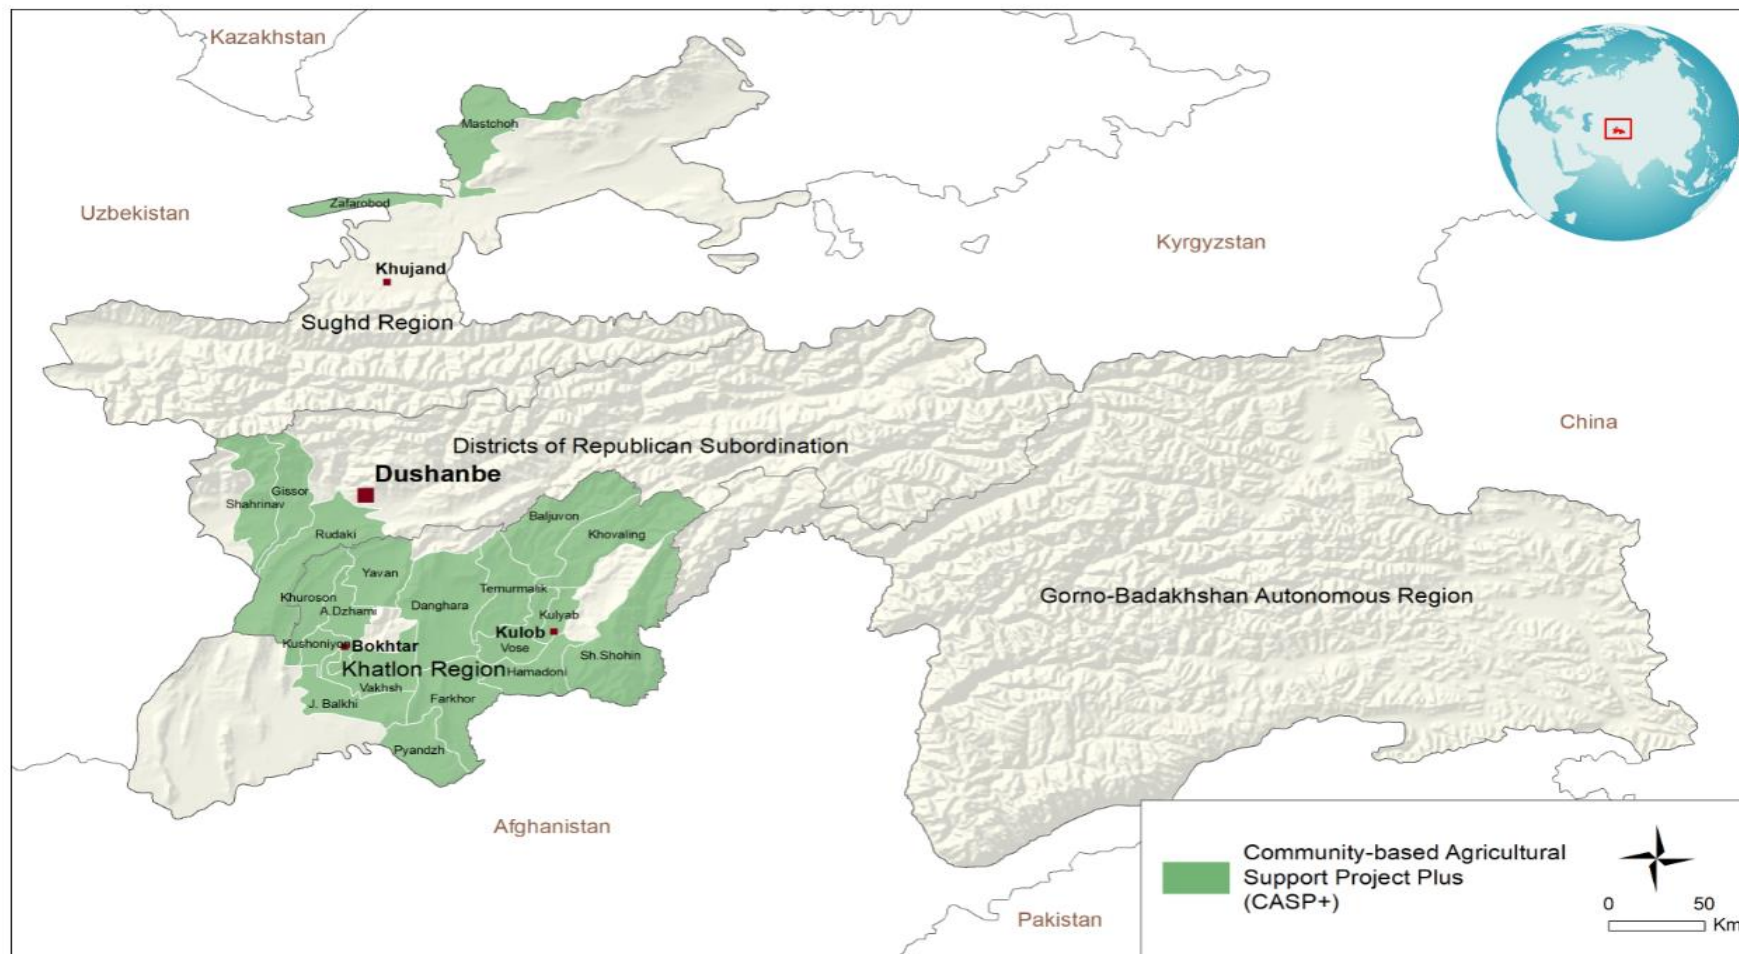 Kazakhstan
Mastchoh
Zafarobod
Uzbekistan
Kyrgyzstan
Khujand
Sughd Region
China
Districts of Republican Subordination
Dushanbe
Gissor
Shahrinav
Baljuvon
Rudaki
Khovaling
Yavan
Temurmalik
Khuroson
Danghara
Gorno-Badakhshan Autonomous Region
A.Dzhami
Kulyab
Kulob
Kushoniyon
Bokhtar
Vose
Sh.Shohin
Khatlon Region
Hamadoni
Vakhsh
Farkhor
J. Balkhi
Pyandzh
Afghanistan
Pakistan
Community-based Agricultural
Support Project Plus
(CASP+)
0 50
Km